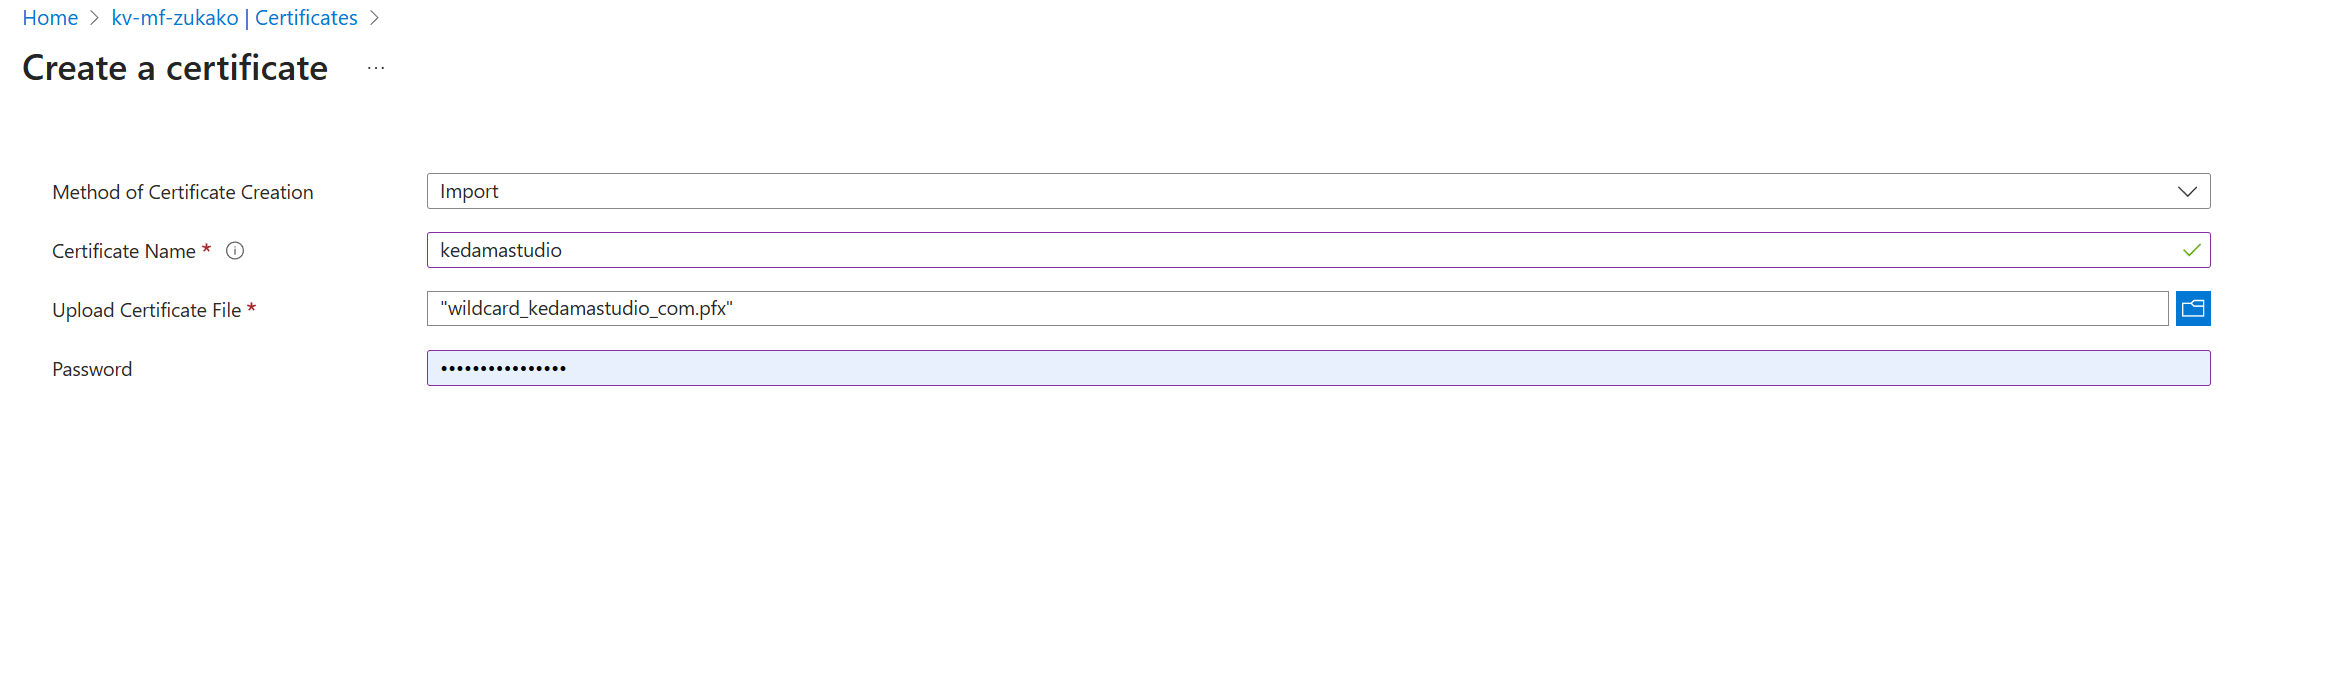 Home > kv-mf-zukako | Certificates >
Create a certificate ...
Method of Certificate Creation Import
Certificate Name * kedamastudio
Upload Certificate File * "wildcard_kedamastudio_com.pfx"
Password ••••••••••••••••